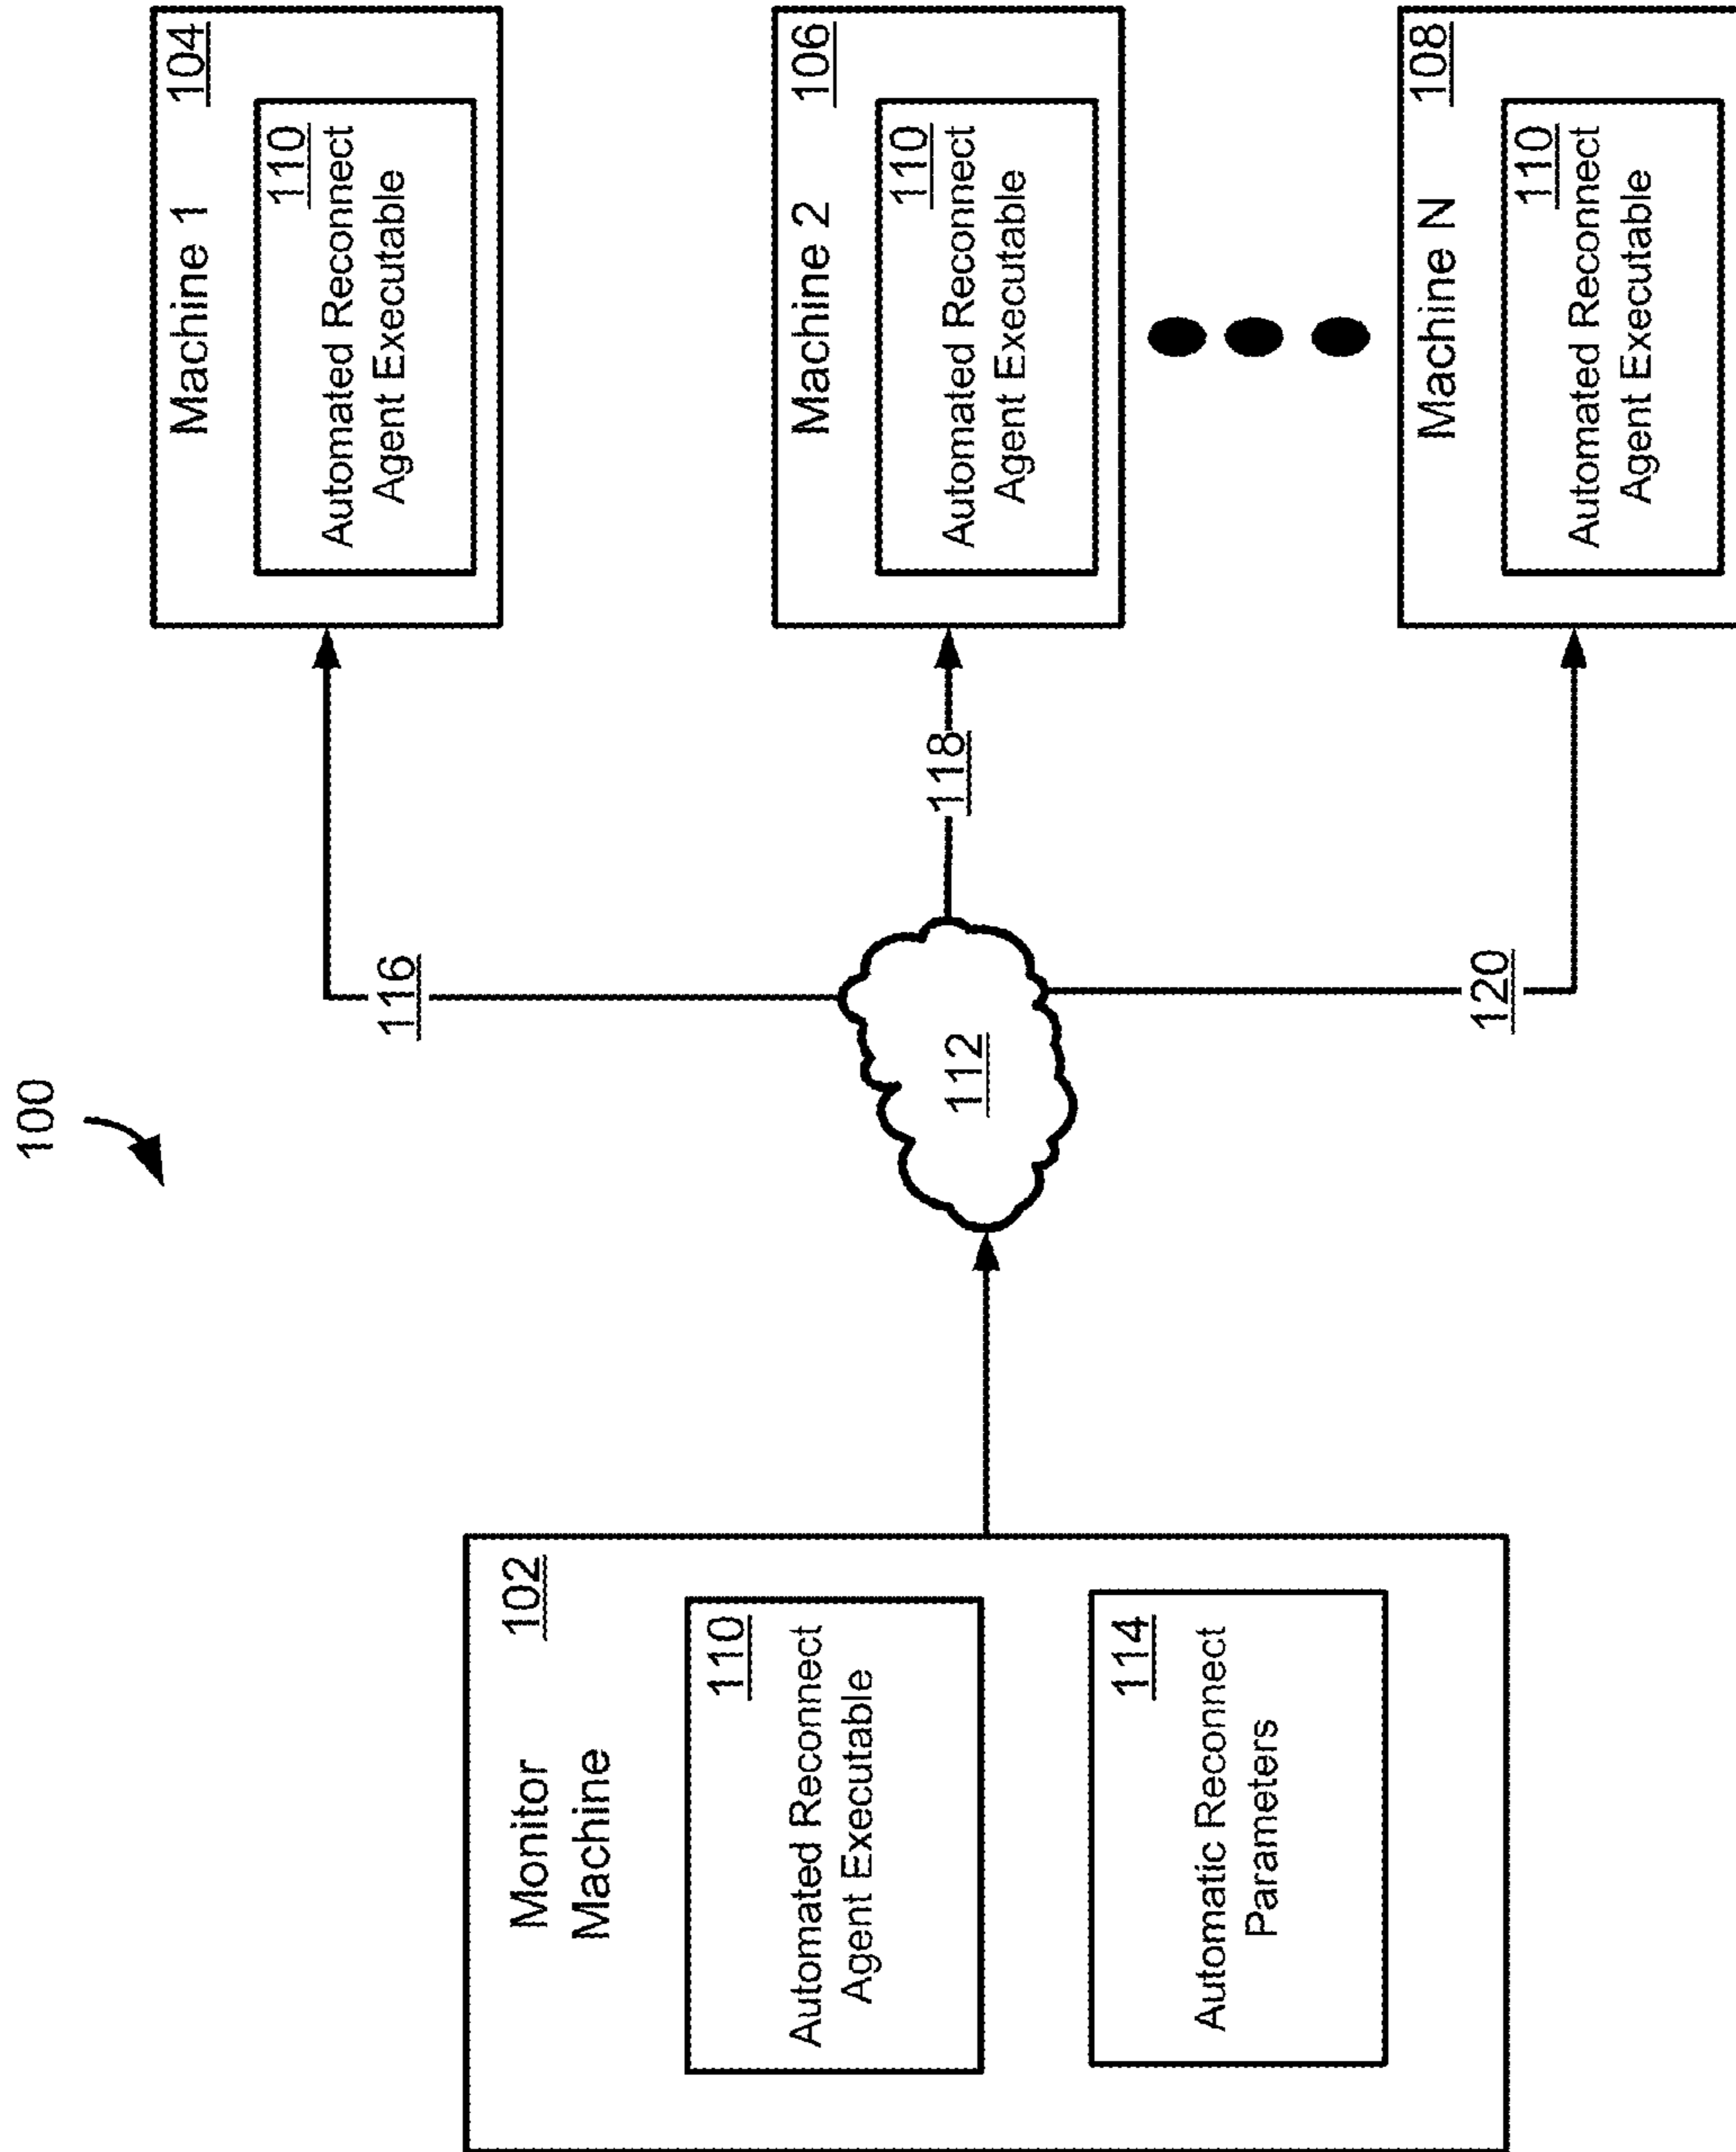 100
Monitor
Machine
102
110
Automated Reconnect
Agent Executable
114
Automatic Reconnect
Parameters
112
116
118
120
Machine 1
104
110
Automated Reconnect
Agent Executable
Machine 2
106
110
Automated Reconnect
Agent Executable
Machine N
108
110
Automated Reconnect
Agent Executable